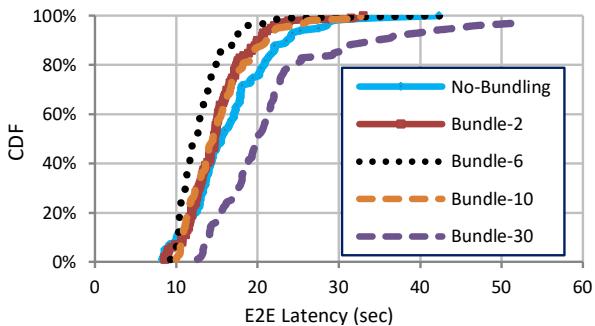 100%
80%
60%
40%
20%
0%
CDF
0 10 20 30 40 50 60
E2E Latency (sec)
No-Bundling
Bundle-2
Bundle-6
Bundle-10
Bundle-30